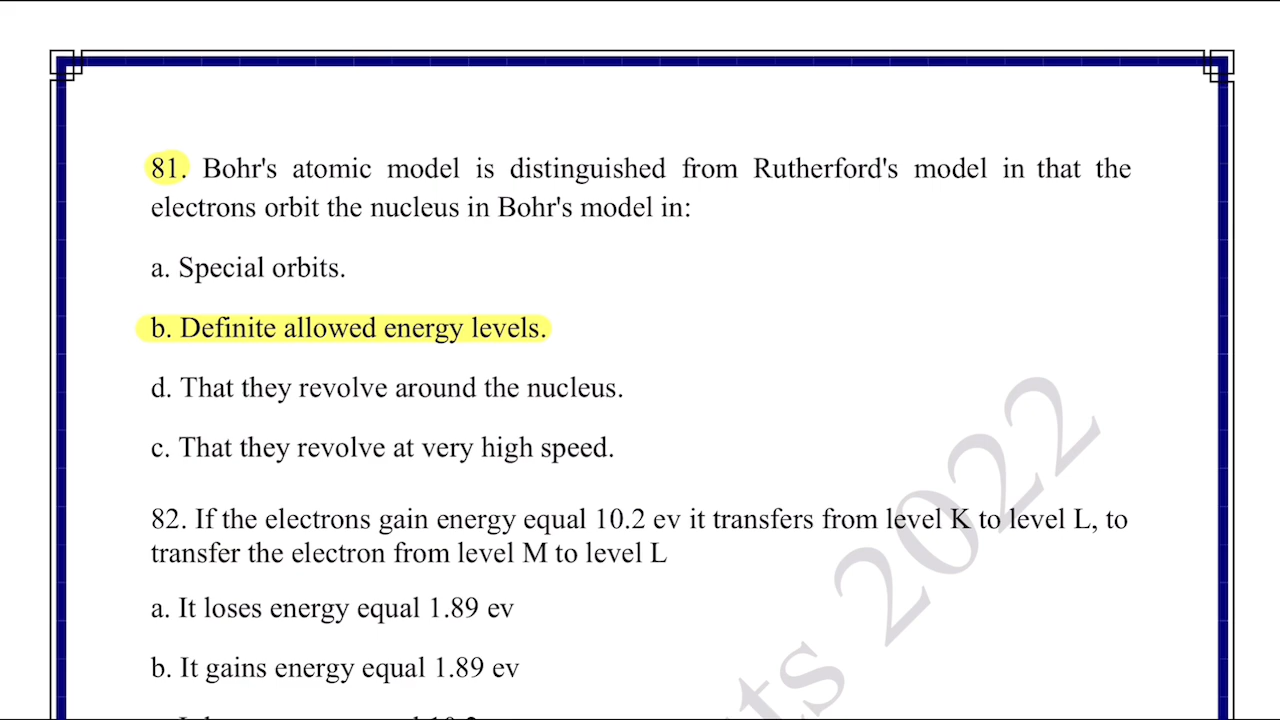 81. Bohr's atomic model is distinguished from Rutherford's model in that the
electrons orbit the nucleus in Bohr's model in:
a. Special orbits.
b. Definite allowed energy levels.
d. That they revolve around the nucleus.
c. That they revolve at very high speed.
82. If the electrons gain energy equal 10.2 ev it transfers from level K to level L, to
transfer the electron from level M to level L
a. It loses energy equal 1.89 ev
b. It gains energy equal 1.89 ev
2022